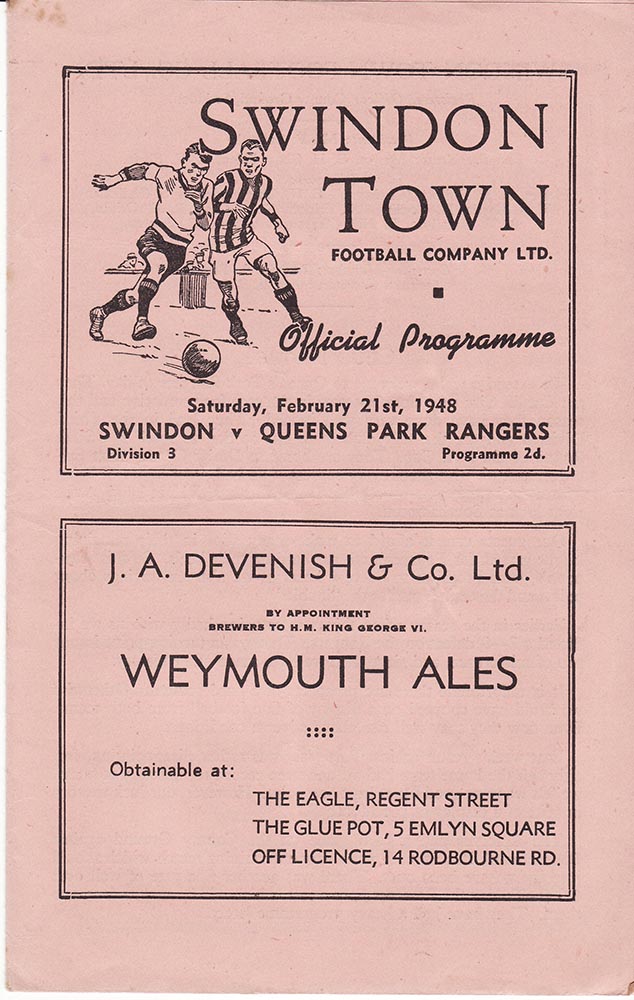 SWINDON
TOWN
FOOTBALL COMPANY LTD.
Official Programme
Saturday, February 21st, 1948
SWINDON v QUEENS PARK RANGERS
Division 3 Programme 2d.
J. A. DEVENISH & Co. Ltd.
BY APPOINTMENT
BREWERS TO H.M. KING GEORGE VI.
WEYMOUTH ALES
Obtainable at:
THE EAGLE, REGENT STREET
THE GLUE POT, 5 EMLYN SQUARE
OFF LICENCE, 14 RODBOURNE RD.